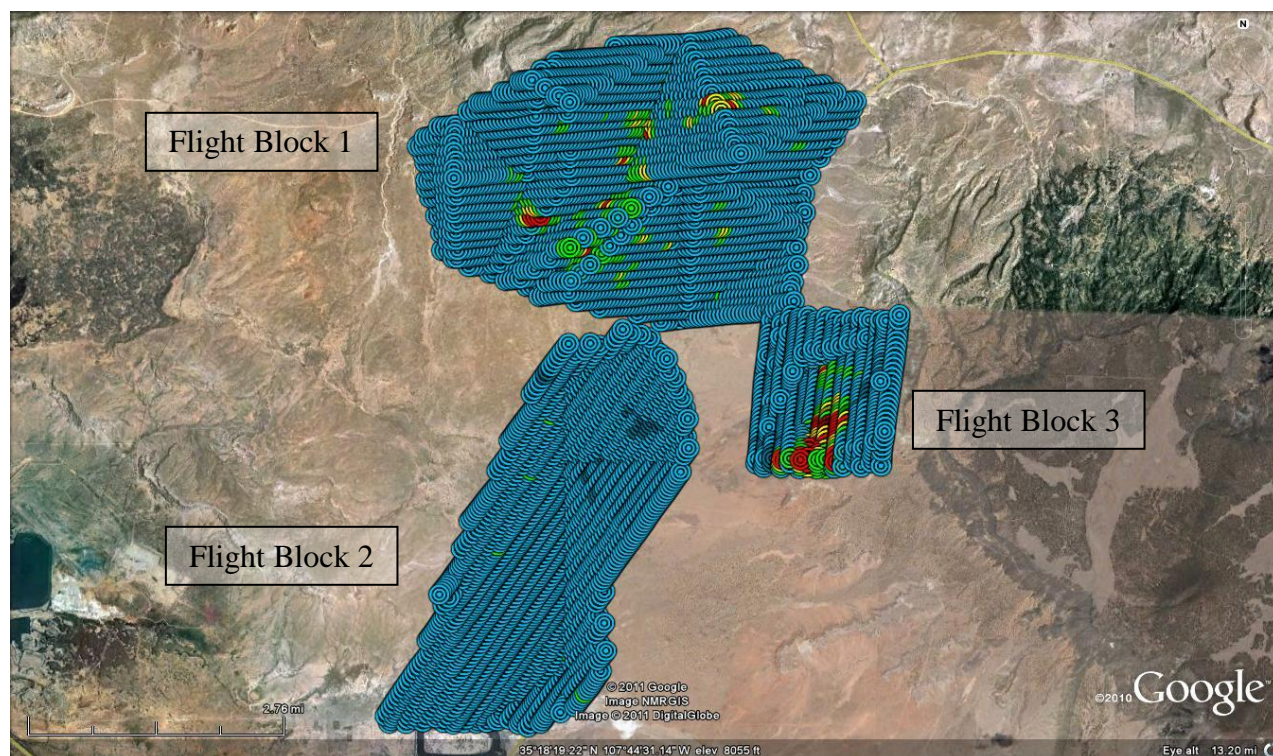 N
Flight Block 1
Flight Block 3
Flight Block 2
© 2011 Google
Image NMRGIS
Image © 2011 DigitalGlobe
©2010 Google™
2.76 mi
35°18'19.22" N 107°44'31.14" W elev 8055 ft
Eye alt 13.20 mi